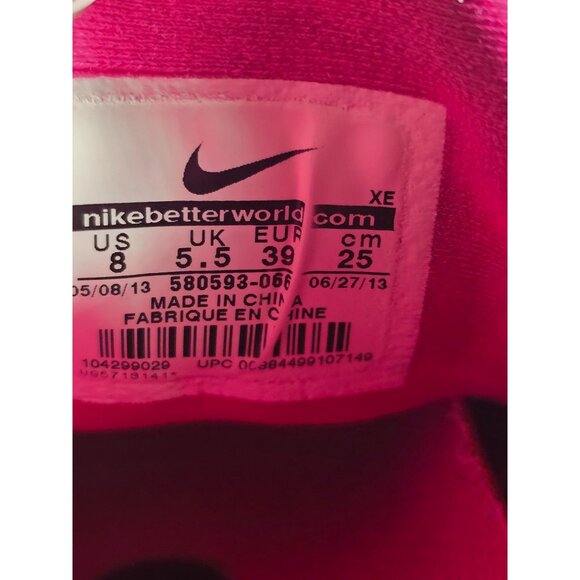 XE
nikebetterworld.com
US UK EUR cm
8 5.5 39 25
05/08/13 580593-066 06/27/13
MADE IN CHINA
FABRIQUE EN CHINE
104299029 UPC 00884499107149